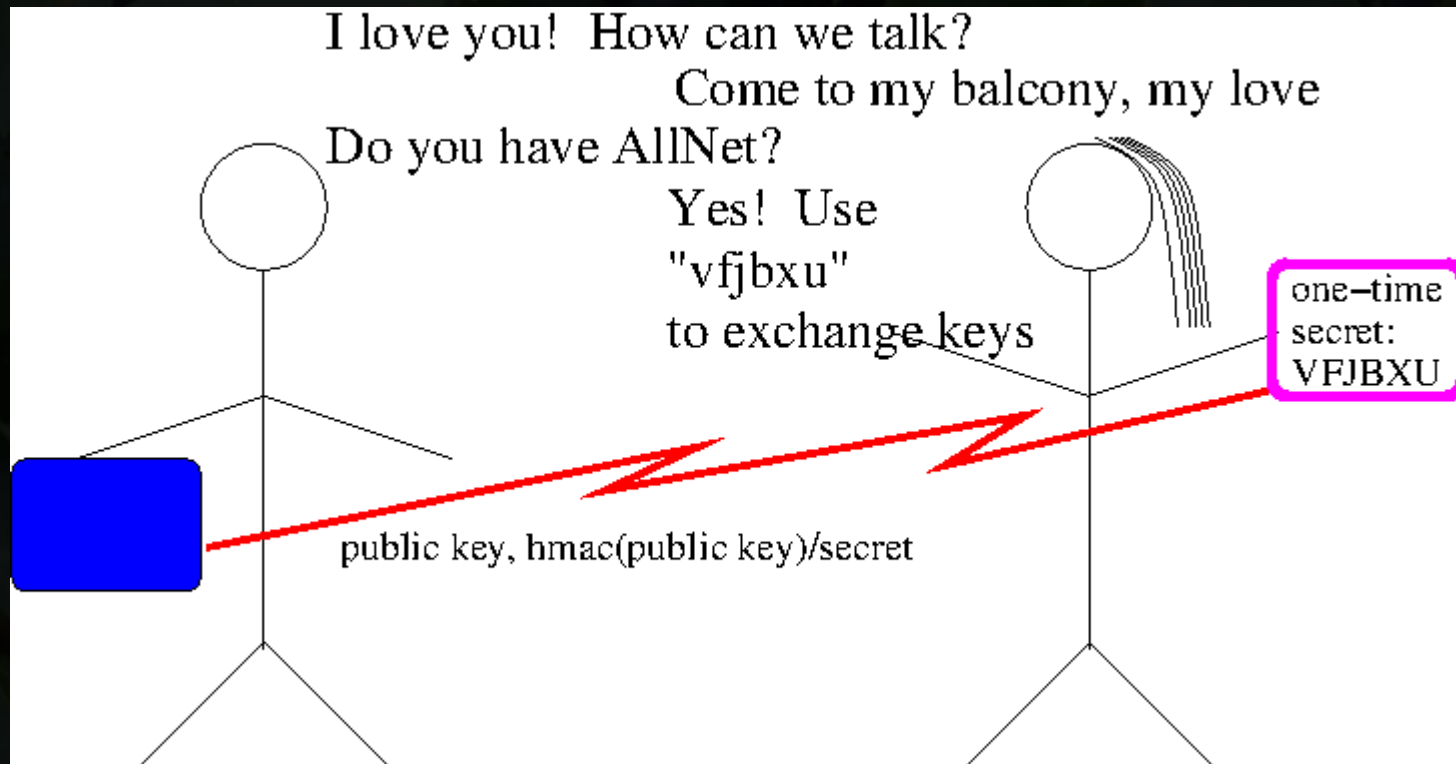 I love you!  How can we talk?
Come to my balcony, my love
Do you have AllNet?
Yes!  Use
"vfjbxu"
to exchange keys
one-time
secret:
VFJBXU
public key, hmac(public key)/secret